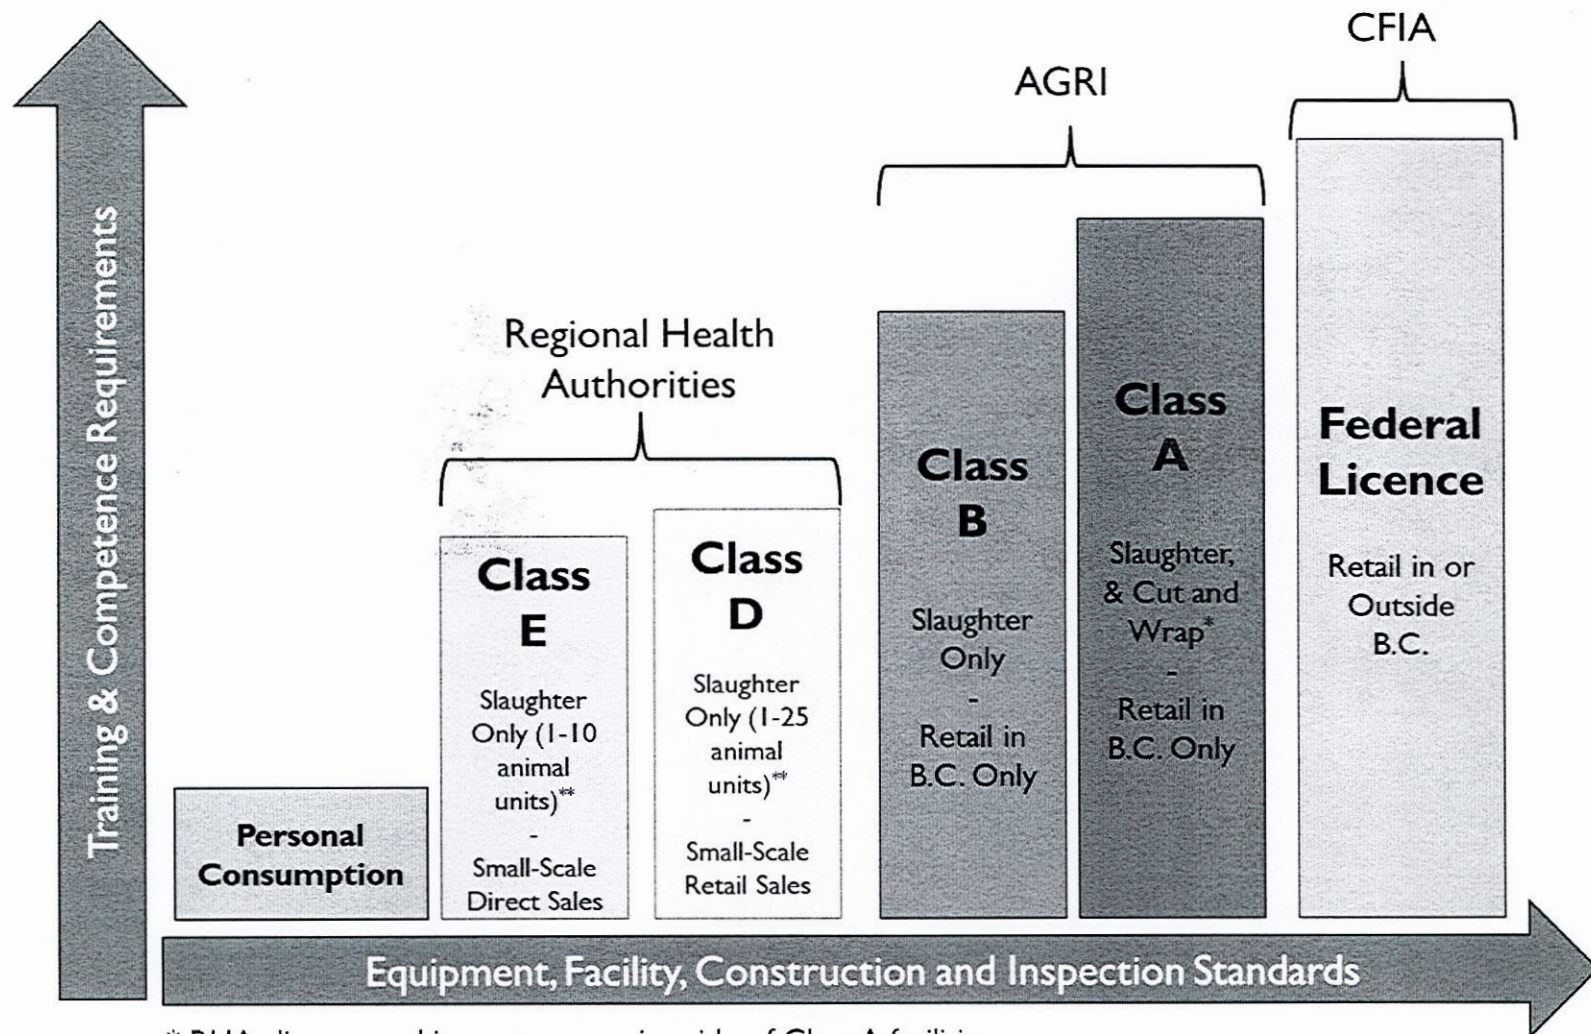 CFIA
AGRI
Training & Competence Requirements
Regional Health
Authorities
Personal
Consumption
Class
E
Slaughter
Only (1-10
animal
units)**
-
Small-Scale
Direct Sales
Class
D
Slaughter
Only (1-25
animal
units)**
-
Small-Scale
Retail Sales
Class
B
Slaughter
Only
-
Retail in
B.C. Only
Class
A
Slaughter,
& Cut and
Wrap*
-
Retail in
B.C. Only
Federal
Licence
Retail in or
Outside
B.C.
Equipment, Facility, Construction and Inspection Standards